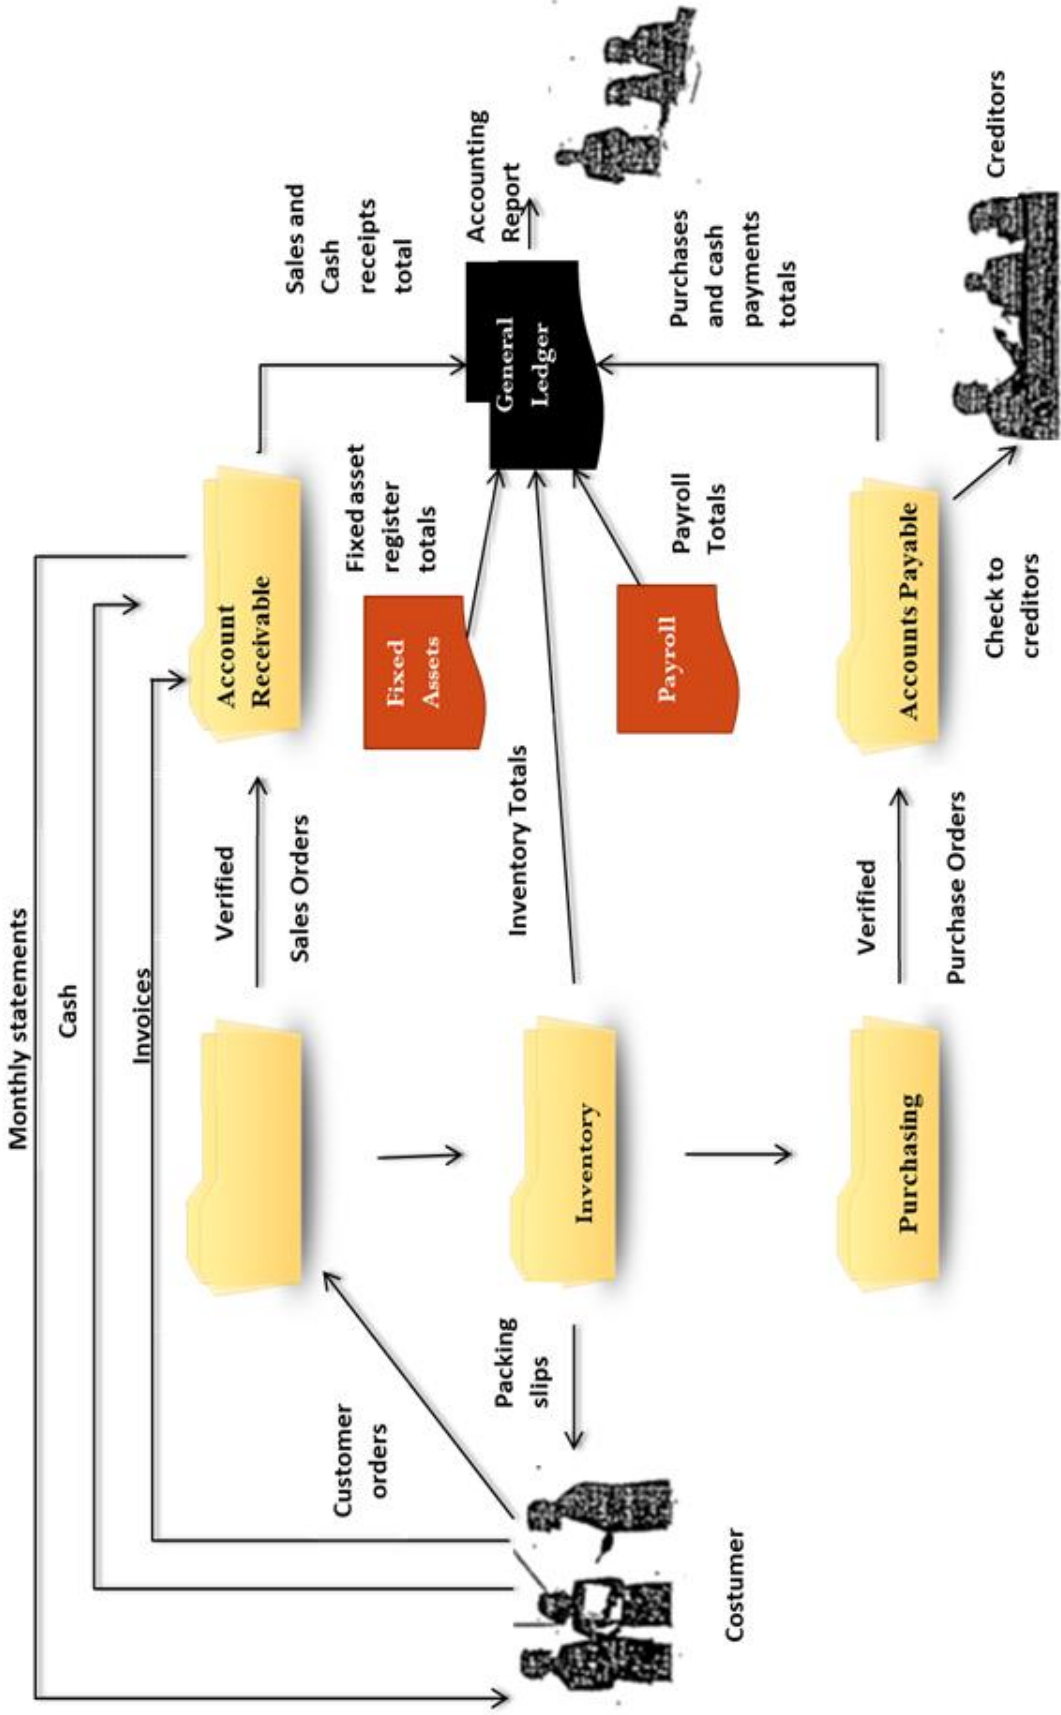 Monthly statements
Cash
Invoices
Customer
orders
Verified
Sales Orders
Account
Receivable
Sales and
Cash
receipts
total
Fixed asset
register
totals
Fixed
Assets
Packing
slips
Inventory
Inventory Totals
General
Ledger
Accounting
Report
Payroll
Payroll
Totals
Purchases
and cash
payments
totals
Costumer
Purchasing
Verified
Purchase Orders
Accounts Payable
Check to
creditors
Creditors